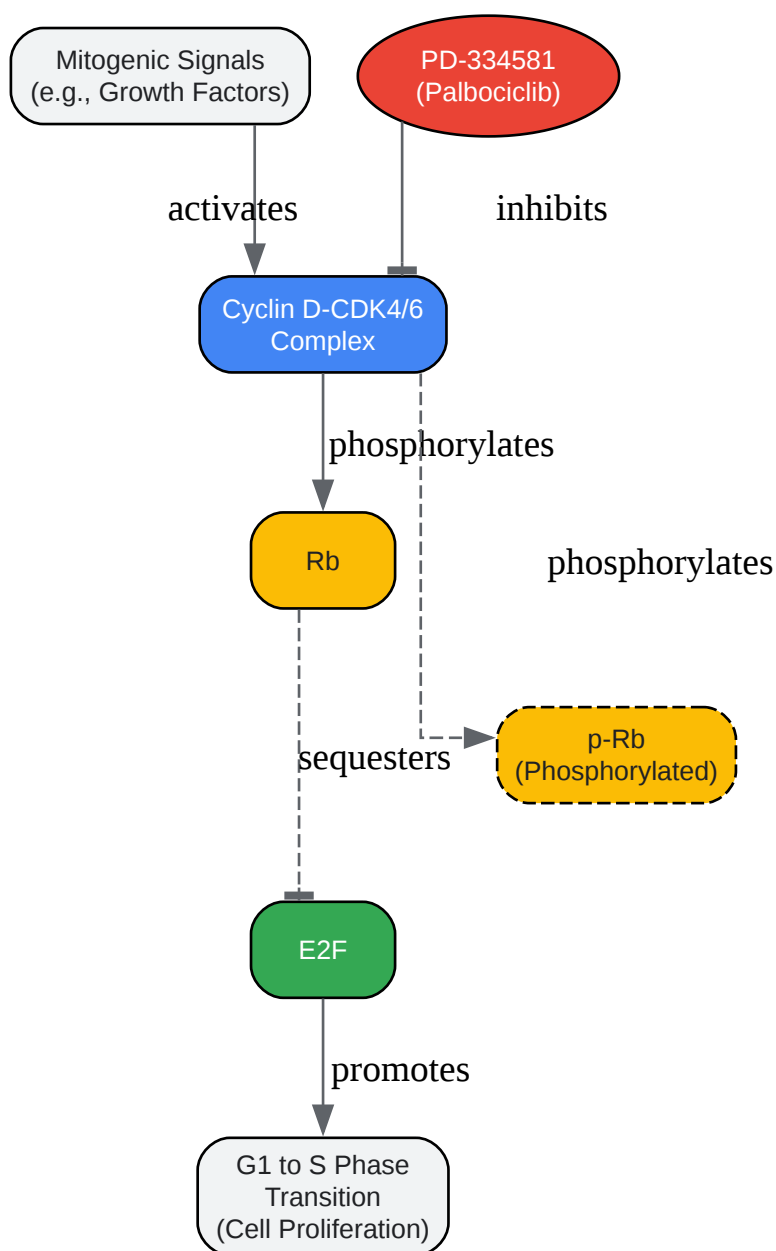 Mitogenic Signals
(e.g., Growth Factors)
PD-334581
(Palbociclib)
activates
inhibits
Cyclin D-CDK4/6
Complex
phosphorylates
Rb
phosphorylates
p-Rb
(Phosphorylated)
sequesters
E2F
promotes
G1 to S Phase
Transition
(Cell Proliferation)